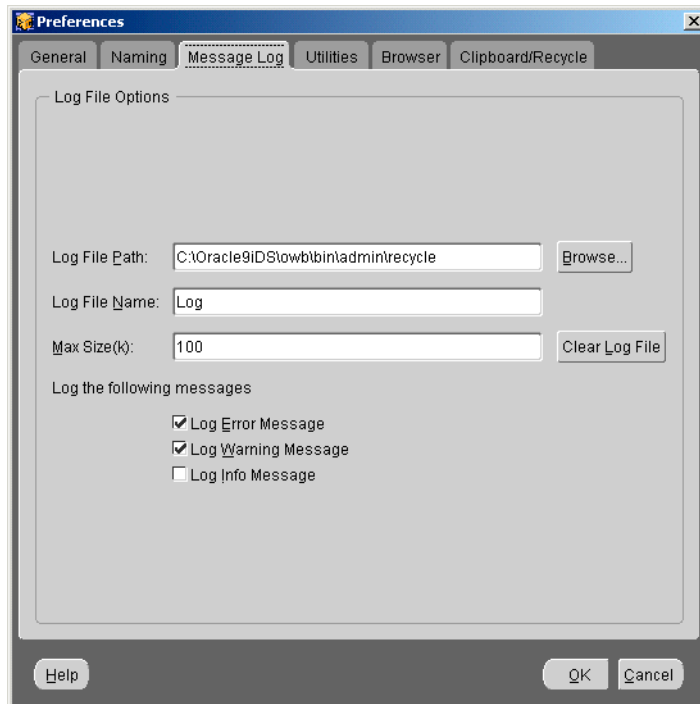 Preferences
General Naming Message Log Utilities Browser Clipboard/Recycle
Log File Options
Log File Path: C:\Oracle9iDS\owb\bin\admin\recycle Browse...
Log File Name: Log
Max Size(k): 100 Clear Log File
Log the following messages
Log Error Message
Log Warning Message
Log Info Message
Help OK Cancel